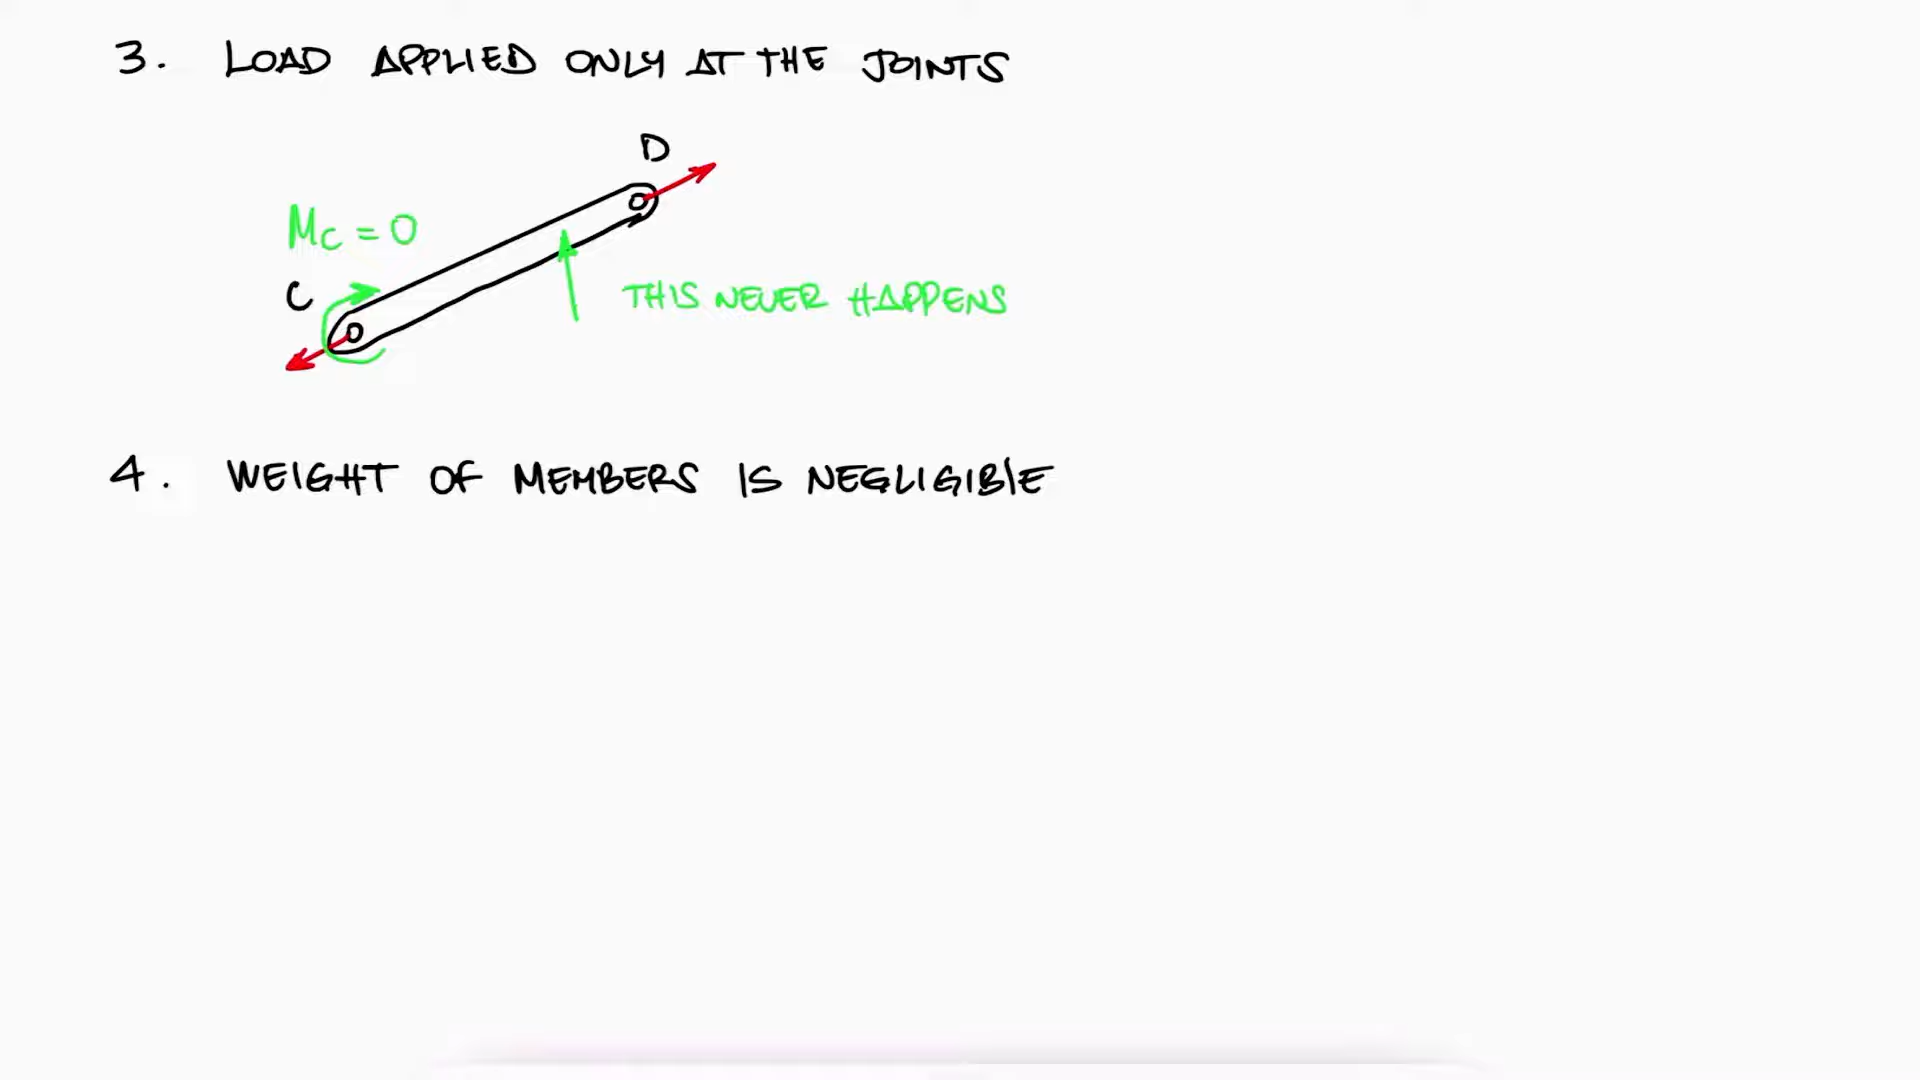 3. LOAD APPLIED ONLY AT THE JOINTS
D
Mc = 0
C
THIS NEVER HAPPENS
4. WEIGHT OF MEMBERS IS NEGLIGIBlE